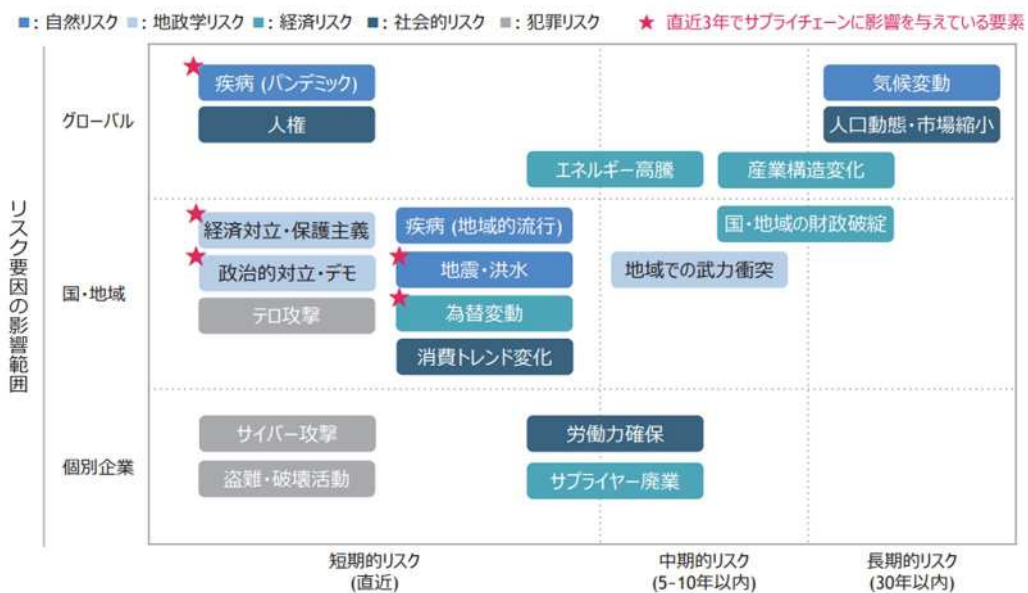 ■：自然リスク ■：地政学リスク ■：経済リスク ■：社会的リスク ■：犯罪リスク ★ 直近3年でサプライチェーンに影響を与えている要素
リスク要因の影響範囲
グローバル
疾病 (パンデミック)
気候変動
人権
人口動態・市場縮小
エネルギー高騰
産業構造変化
国・地域
経済対立・保護主義
疾病 (地域的流行)
国・地域の財政破綻
政治的対立・デモ
地震・洪水
地域での武力衝突
テロ攻撃
為替変動
消費トレンド変化
個別企業
サイバー攻撃
労働力確保
盗難・破壊活動
サプライヤー廃業
短期的リスク
(直近)
中期的リスク
(5-10年以内)
長期的リスク
(30年以内)